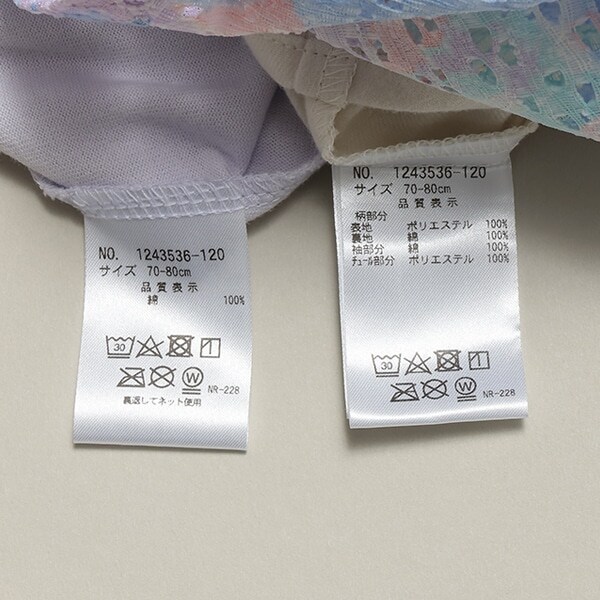 NO. 1243536-120
サイズ 70-80cm
品質表示
綿 100%
30
W NR-228
裏返してネット使用
NO. 1243536-120
サイズ 70-80cm
品質表示
柄部分
表地 ポリエステル 100%
裏地 綿 100%
袖部分 綿 100%
チュール部分 ポリエステル 100%
30
W NR-228